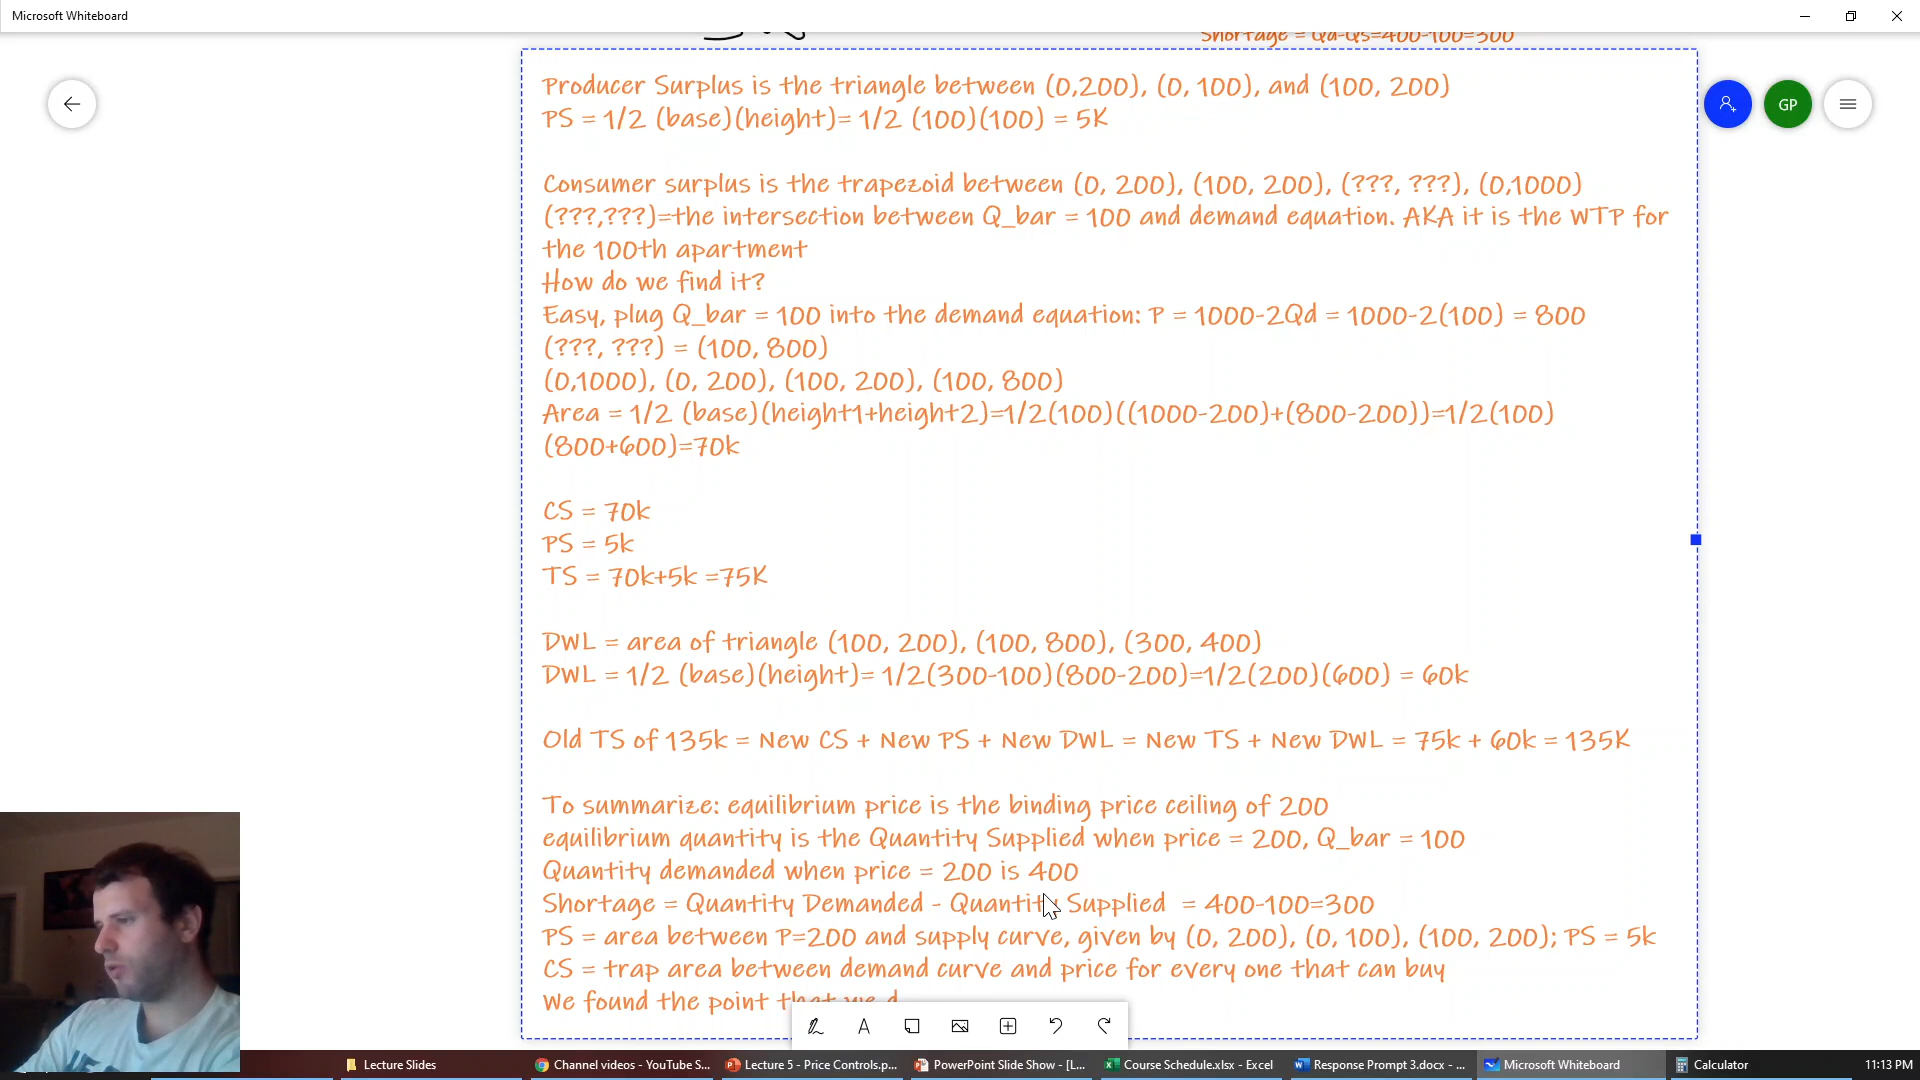 Microsoft Whiteboard
Shortage = Qd-Qs=400-100=300
Producer Surplus is the triangle between (0,200), (0, 100), and (100, 200)
PS = 1/2 (base)(height)= 1/2 (100)(100) = 5K
GP
Consumer surplus is the trapezoid between (0, 200), (100, 200), (???, ???), (0,1000)
(???,???)=the intersection between Q_bar = 100 and demand equation. AKA it is the WTP for
the 100th apartment
How do we find it?
Easy, plug Q_bar = 100 into the demand equation: P = 1000-2Qd = 1000-2(100) = 800
(???, ???) = (100, 800)
(0,1000), (0, 200), (100, 200), (100, 800)
Area = 1/2 (base)(height1+height2)=1/2(100)((1000-200)+(800-200))=1/2(100)
(800+600)=70k
CS = 70k
PS = 5k
TS = 70k+5k =75K
DWL = area of triangle (100, 200), (100, 800), (300, 400)
DWL = 1/2 (base)(height)= 1/2(300-100)(800-200)=1/2(200)(600) = 60k
Old TS of 135k = New CS + New PS + New DWL = New TS + New DWL = 75k + 60k = 135K
To summarize: equilibrium price is the binding price ceiling of 200
equilibrium quantity is the Quantity Supplied when price = 200, Q_bar = 100
Quantity demanded when price = 200 is 400
Shortage = Quantity Demanded - Quantity Supplied = 400-100=300
PS = area between P=200 and supply curve, given by (0, 200), (0, 100), (100, 200); PS = 5k
CS = trap area between demand curve and price for every one that can buy
We found the point that we d
Lecture Slides
Channel videos - YouTube S...
Lecture 5 - Price Controls.p...
PowerPoint Slide Show - [L...
Course Schedule.xlsx - Excel
Response Prompt 3.docx - ...
Microsoft Whiteboard
Calculator
11:13 PM